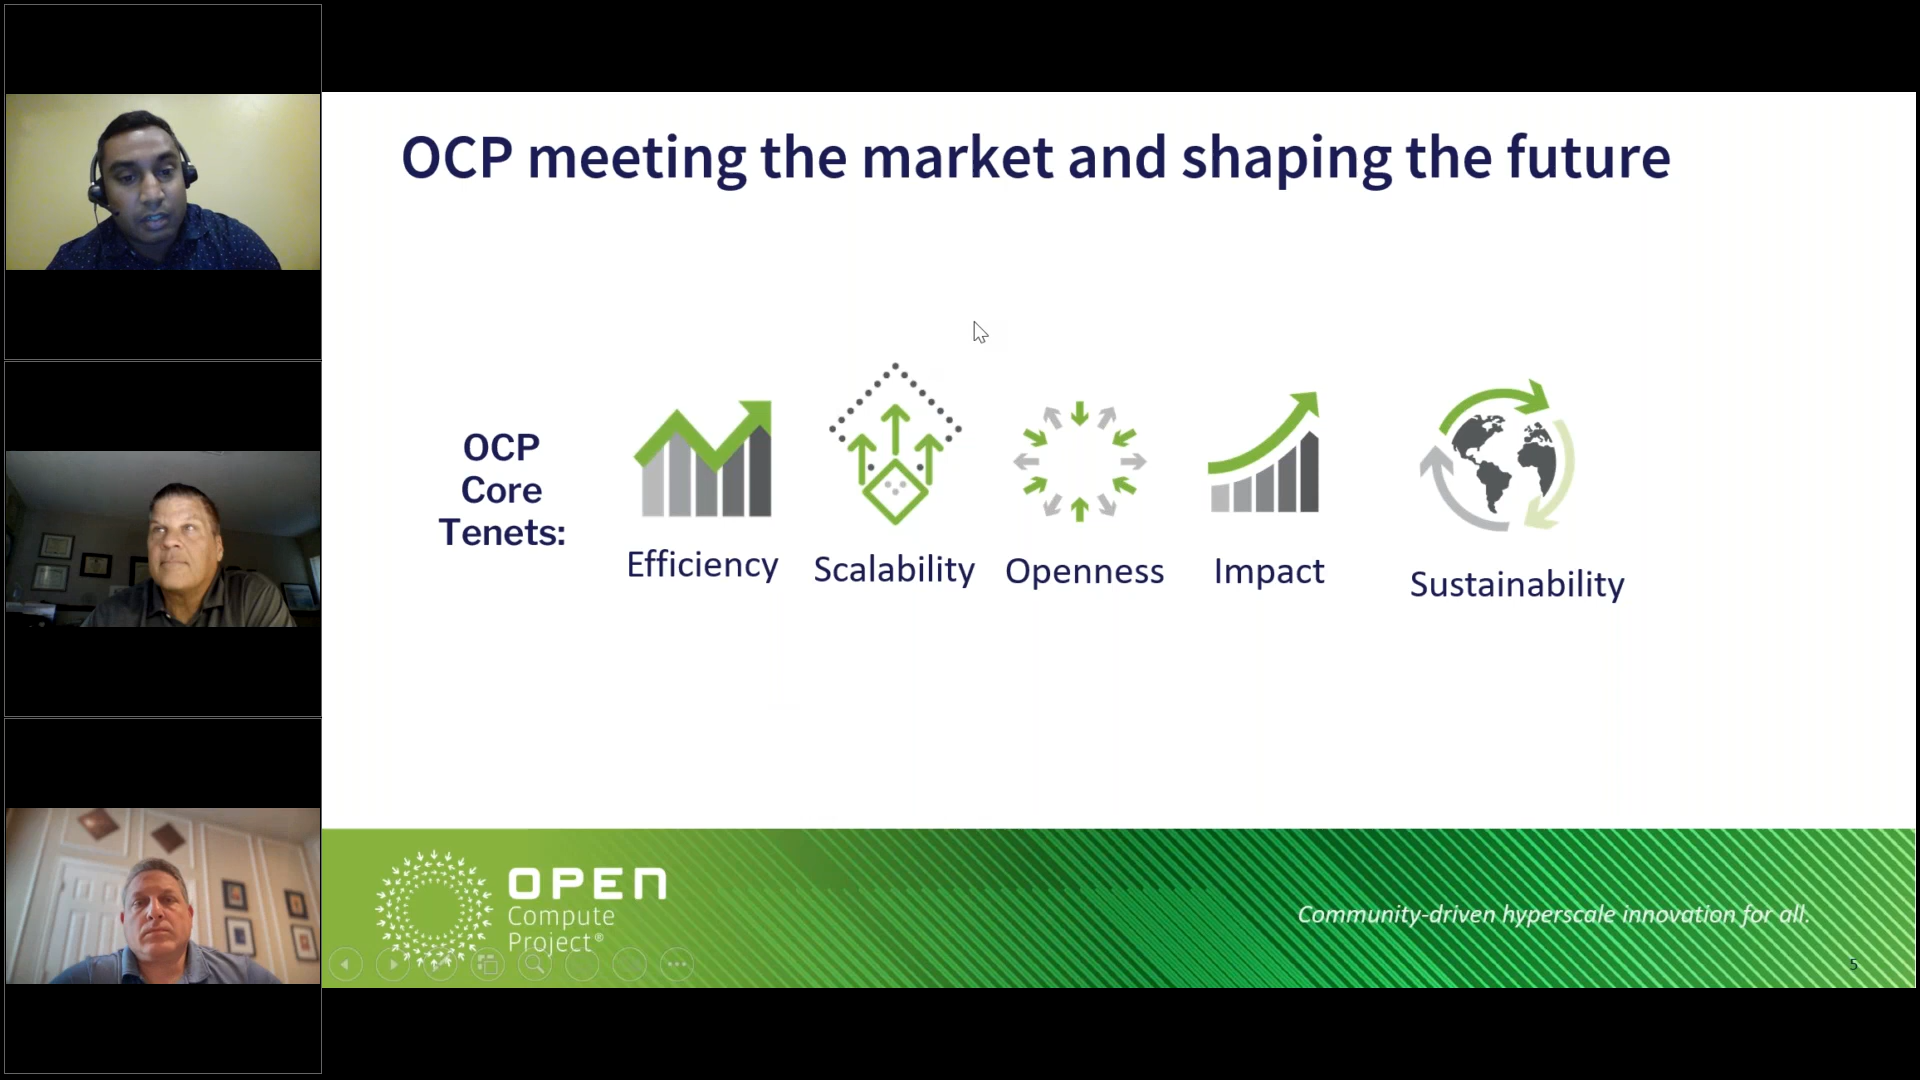 OCP meeting the market and shaping the future
OCP
Core
Tenets:
Efficiency
Scalability
Openness
Impact
Sustainability
OPEN
Compute
Project®
Community-driven hyperscale innovation for all.
5